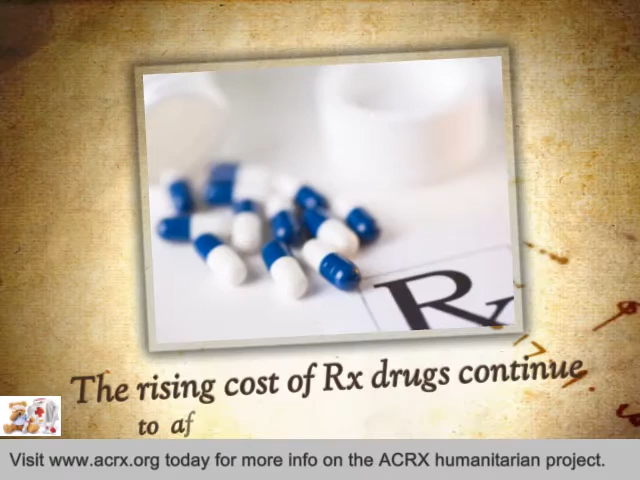 Rx
The rising cost of Rx drugs continue
to af
Visit www.acrx.org today for more info on the ACRX humanitarian project.